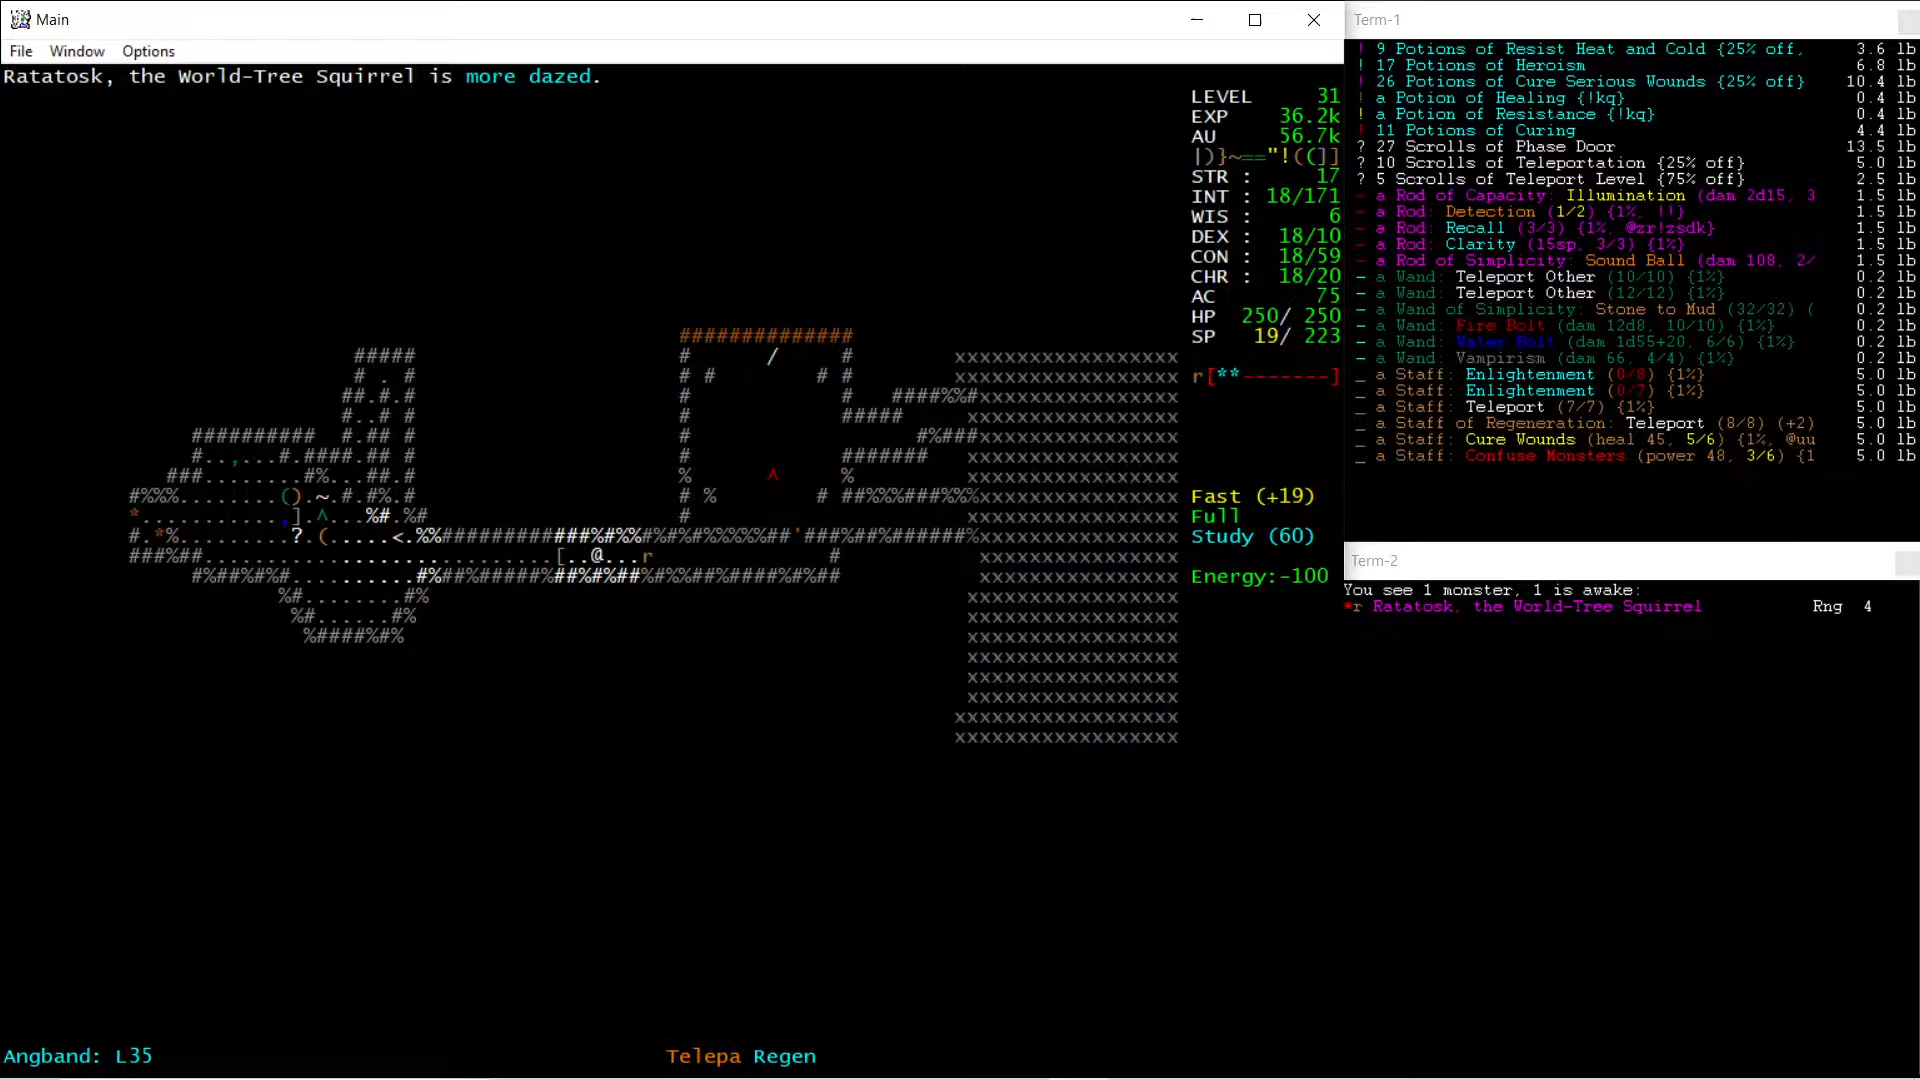 Main
File Window Options
Ratatosk, the World-Tree Squirrel is more dazed.
LEVEL 31
EXP 36.2k
AU 56.7k
|)}~=="!((]]
STR : 17
INT : 18/171
WIS : 6
DEX : 18/10
CON : 18/59
CHR : 18/20
AC 75
HP 250/ 250
SP 19/ 223
r[**-------]
Fast (+19)
Full
Study (60)
Energy:-100
Angband: L35
Telepa Regen
Term-1
! 9 Potions of Resist Heat and Cold {25% off, 3.6 lb
! 17 Potions of Heroism 6.8 lb
! 26 Potions of Cure Serious Wounds {25% off} 10.4 lb
! a Potion of Healing {!kq} 0.4 lb
! a Potion of Resistance {!kq} 0.4 lb
! 11 Potions of Curing 4.4 lb
? 27 Scrolls of Phase Door 13.5 lb
? 10 Scrolls of Teleportation {25% off} 5.0 lb
? 5 Scrolls of Teleport Level {75% off} 2.5 lb
- a Rod of Capacity: Illumination (dam 2d15, 3 1.5 lb
- a Rod: Detection (1/2) {1%, !!} 1.5 lb
- a Rod: Recall (3/3) {1%, @zr!zsdk} 1.5 lb
- a Rod: Clarity (15sp, 3/3) {1%} 1.5 lb
- a Rod of Simplicity: Sound Ball (dam 108, 2/ 1.5 lb
- a Wand: Teleport Other (10/10) {1%} 0.2 lb
- a Wand: Teleport Other (12/12) {1%} 0.2 lb
- a Wand of Simplicity: Stone to Mud (32/32) ( 0.2 lb
- a Wand: Fire Bolt (dam 12d8, 10/10) {1%} 0.2 lb
- a Wand: Water Bolt (dam 1d55+20, 6/6) {1%} 0.2 lb
- a Wand: Vampirism (dam 66, 4/4) {1%} 0.2 lb
_ a Staff: Enlightenment (0/8) {1%} 5.0 lb
_ a Staff: Enlightenment (0/7) {1%} 5.0 lb
_ a Staff: Teleport (7/7) {1%} 5.0 lb
_ a Staff of Regeneration: Teleport (8/8) (+2) 5.0 lb
_ a Staff: Cure Wounds (heal 45, 5/6) {1%, @uu 5.0 lb
_ a Staff: Confuse Monsters (power 48, 3/6) {1 5.0 lb
Term-2
You see 1 monster, 1 is awake:
*r Ratatosk, the World-Tree Squirrel Rng 4